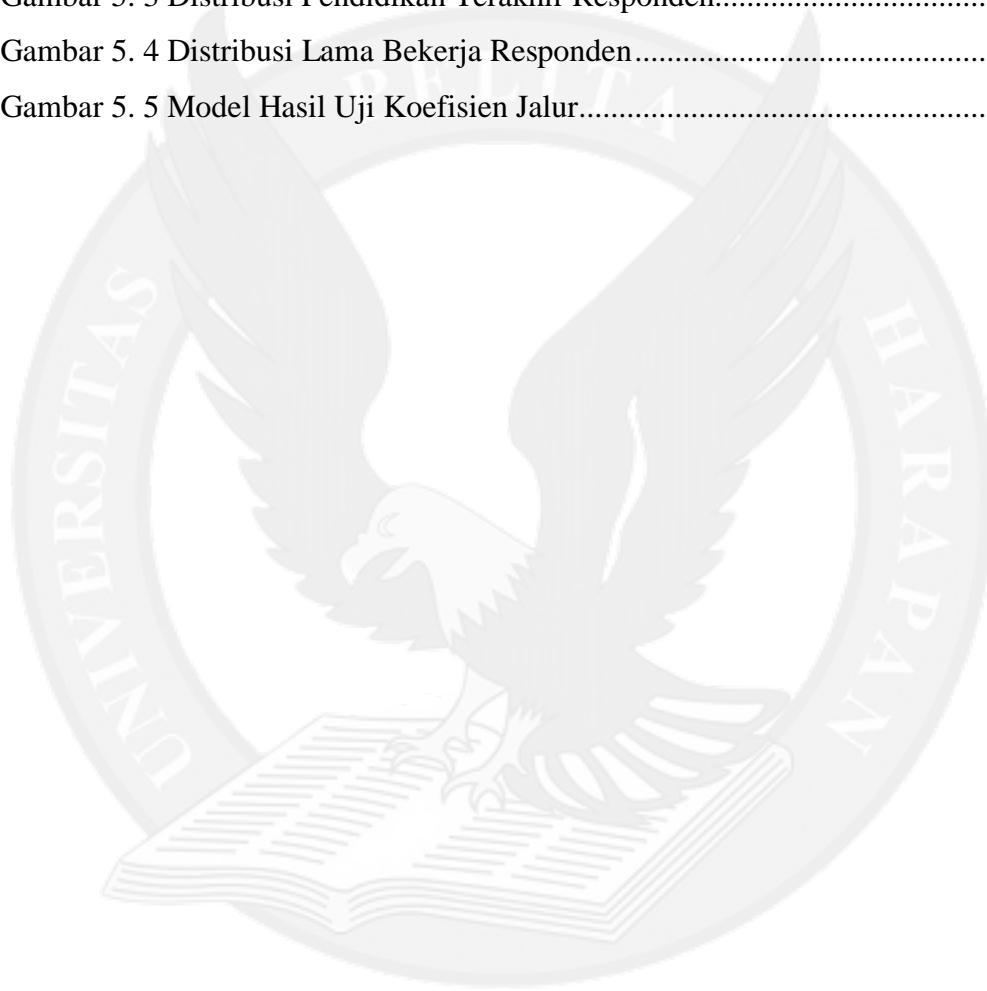 Gambar 5. 3 Distribusi Pendidikan Terakhir Responden....................................
Gambar 5. 4 Distribusi Lama Bekerja Responden..............................................
Gambar 5. 5 Model Hasil Uji Koefisien Jalur.....................................................
UNIVERSITAS PELITA HARAPAN